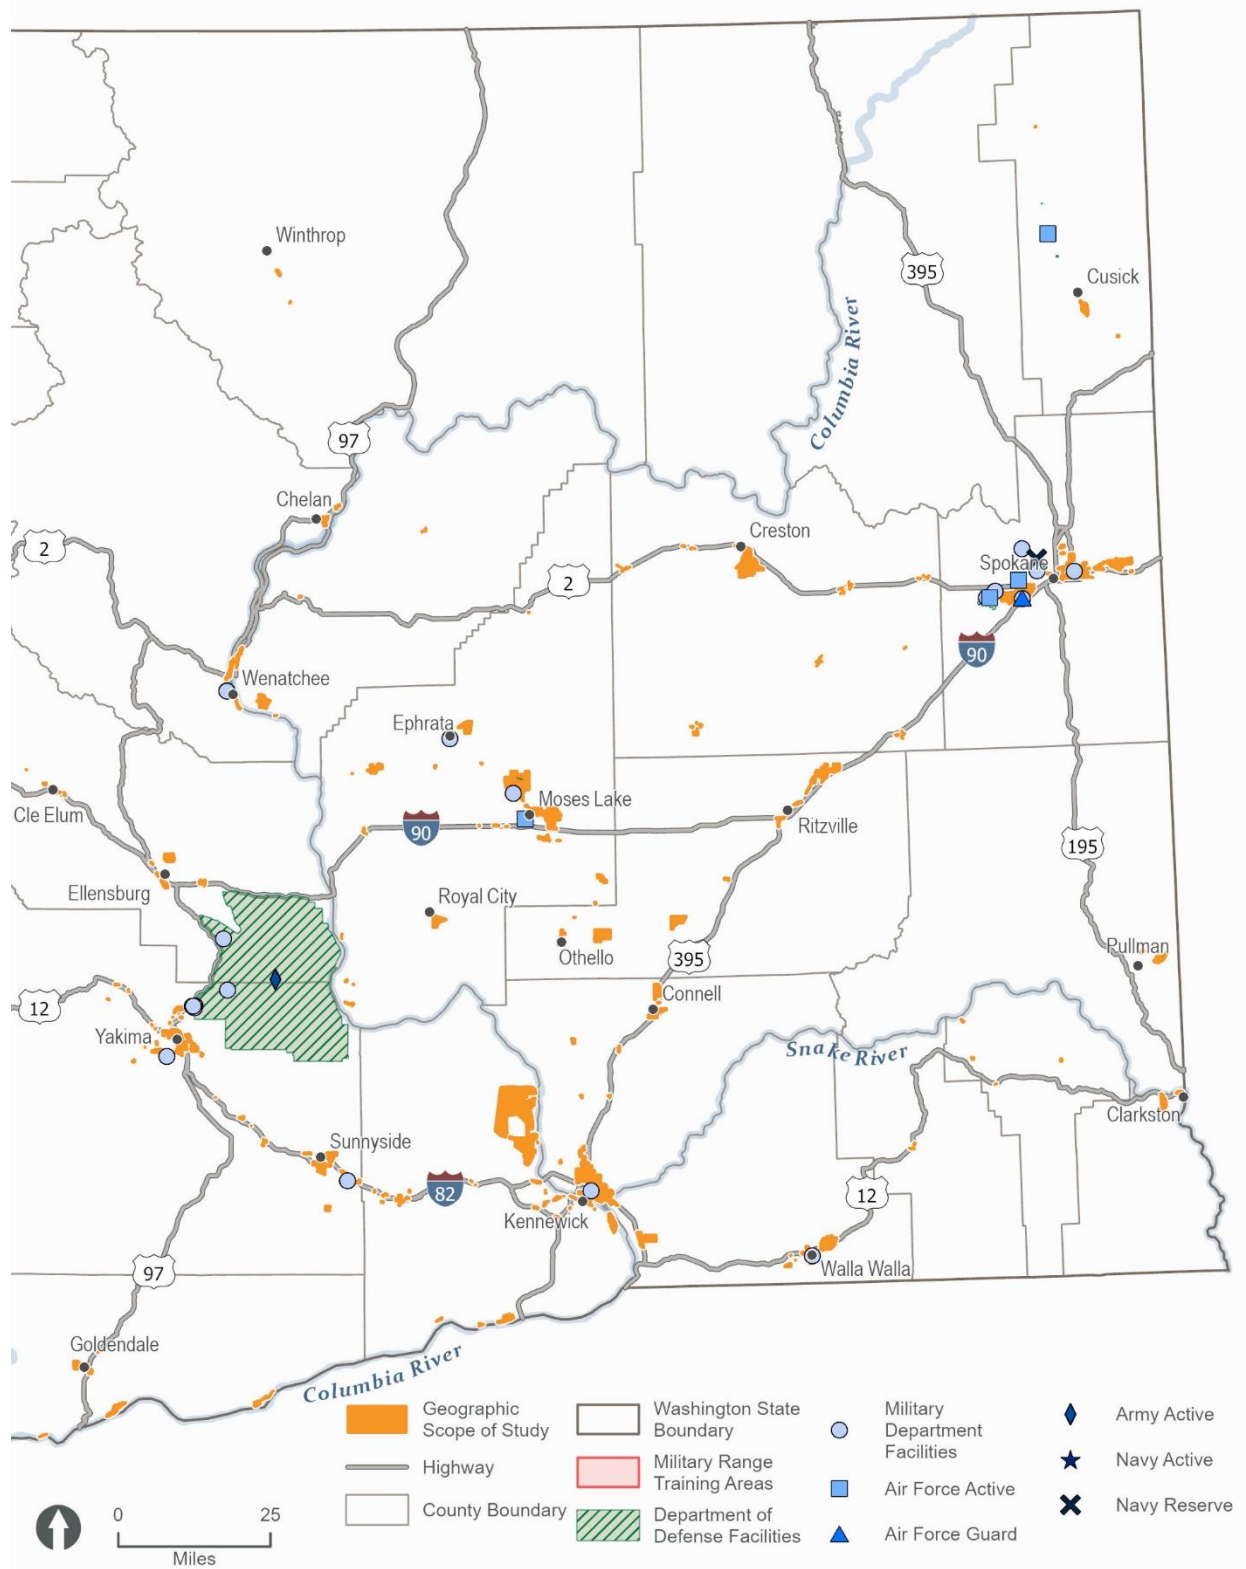 Winthrop
395
Cusick
Columbia River
97
Chelan
2
Creston
2
Spokane
90
Wenatchee
Ephrata
Moses Lake
Cle Elum
90
Ritzville
195
Ellensburg
Royal City
Othello
395
Pullman
12
Connell
Yakima
Snake River
Clarkston
Sunnyside
82
12
Kennewick
Walla Walla
97
Goldendale
Columbia River
Geographic
Scope of Study
Highway
County Boundary
Washington State
Boundary
Military Range
Training Areas
Department of
Defense Facilities
Military
Department
Facilities
Air Force Active
Air Force Guard
Army Active
Navy Active
Navy Reserve
0 25
Miles